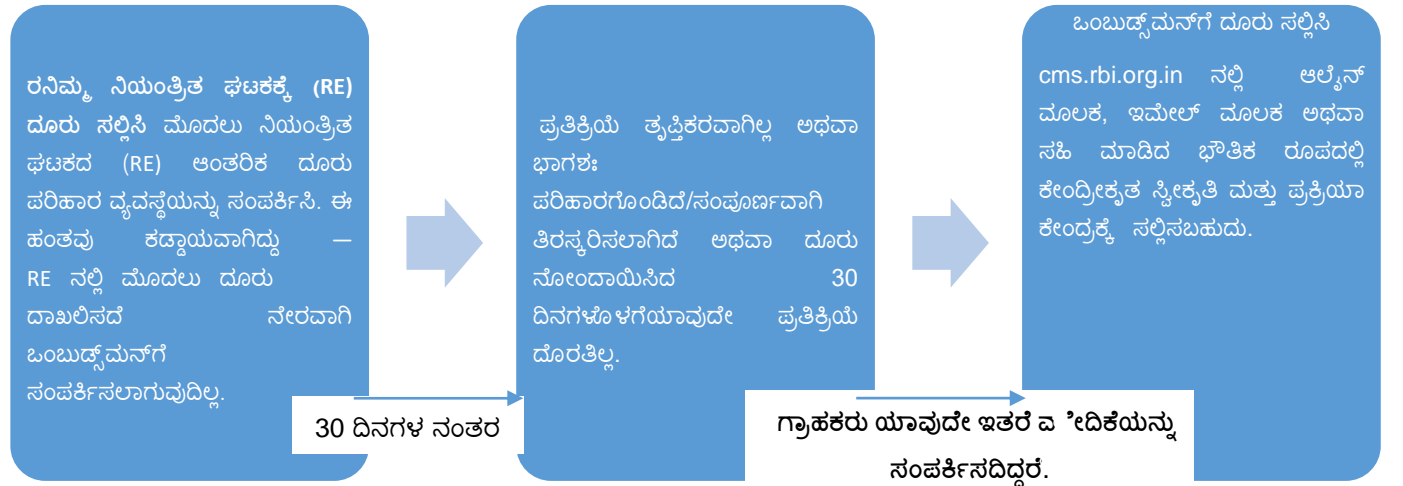 ರನಿಮ್ಮ ನಿಯಂತ್ರಿತ ಘಟಕಕ್ಕೆ (RE)
ದೂರು ಸಲ್ಲಿಸಿ ಮೊದಲು ನಿಯಂತ್ರಿತ
ಘಟಕದ (RE) ಆಂತರಿಕ ದೂರು
ಪರಿಹಾರ ವ್ಯವಸ್ಥೆಯನ್ನು ಸಂಪರ್ಕಿಸಿ. ಈ
ಹಂತವು ಕಡ್ಡಾಯವಾಗಿದ್ದು —
RE ನಲ್ಲಿ ಮೊದಲು ದೂರು
ದಾಖಲಿಸದೆ ನೇರವಾಗಿ
ಒಂಬುಡ್ಸ್‌ಮನ್‌ಗೆ
ಸಂಪರ್ಕಿಸಲಾಗುವುದಿಲ್ಲ.
30 ದಿನಗಳ ನಂತರ
ಪ್ರತಿಕ್ರಿಯೆ ತೃಪ್ತಿಕರವಾಗಿಲ್ಲ ಅಥವಾ
ಭಾಗಶಃ
ಪರಿಹಾರಗೊಂಡಿದೆ/ಸಂಪೂರ್ಣವಾಗಿ
ತಿರಸ್ಕರಿಸಲಾಗಿದೆ ಅಥವಾ ದೂರು
ನೋಂದಾಯಿಸಿದ 30
ದಿನಗಳೊಳಗೆಯಾವುದೇ ಪ್ರತಿಕ್ರಿಯೆ
ದೊರತಿಲ್ಲ.
ಗ್ರಾಹಕರು ಯಾವುದೇ ಇತರೆ ವ ೇದಿಕೆಯನ್ನು
ಸಂಪರ್ಕಿಸದಿದ್ದರೆ.
ಒಂಬುಡ್ಸ್‌ಮನ್‌ಗೆ ದೂರು ಸಲ್ಲಿಸಿ
cms.rbi.org.in ನಲ್ಲಿ ಆಲೈನ್
ಮೂಲಕ, ಇಮೇಲ್ ಮೂಲಕ ಅಥವಾ
ಸಹಿ ಮಾಡಿದ ಭೌತಿಕ ರೂಪದಲ್ಲಿ
ಕೇಂದ್ರೀಕೃತ ಸ್ವೀಕೃತಿ ಮತ್ತು ಪ್ರಕ್ರಿಯಾ
ಕೇಂದ್ರಕ್ಕೆ ಸಲ್ಲಿಸಬಹುದು.